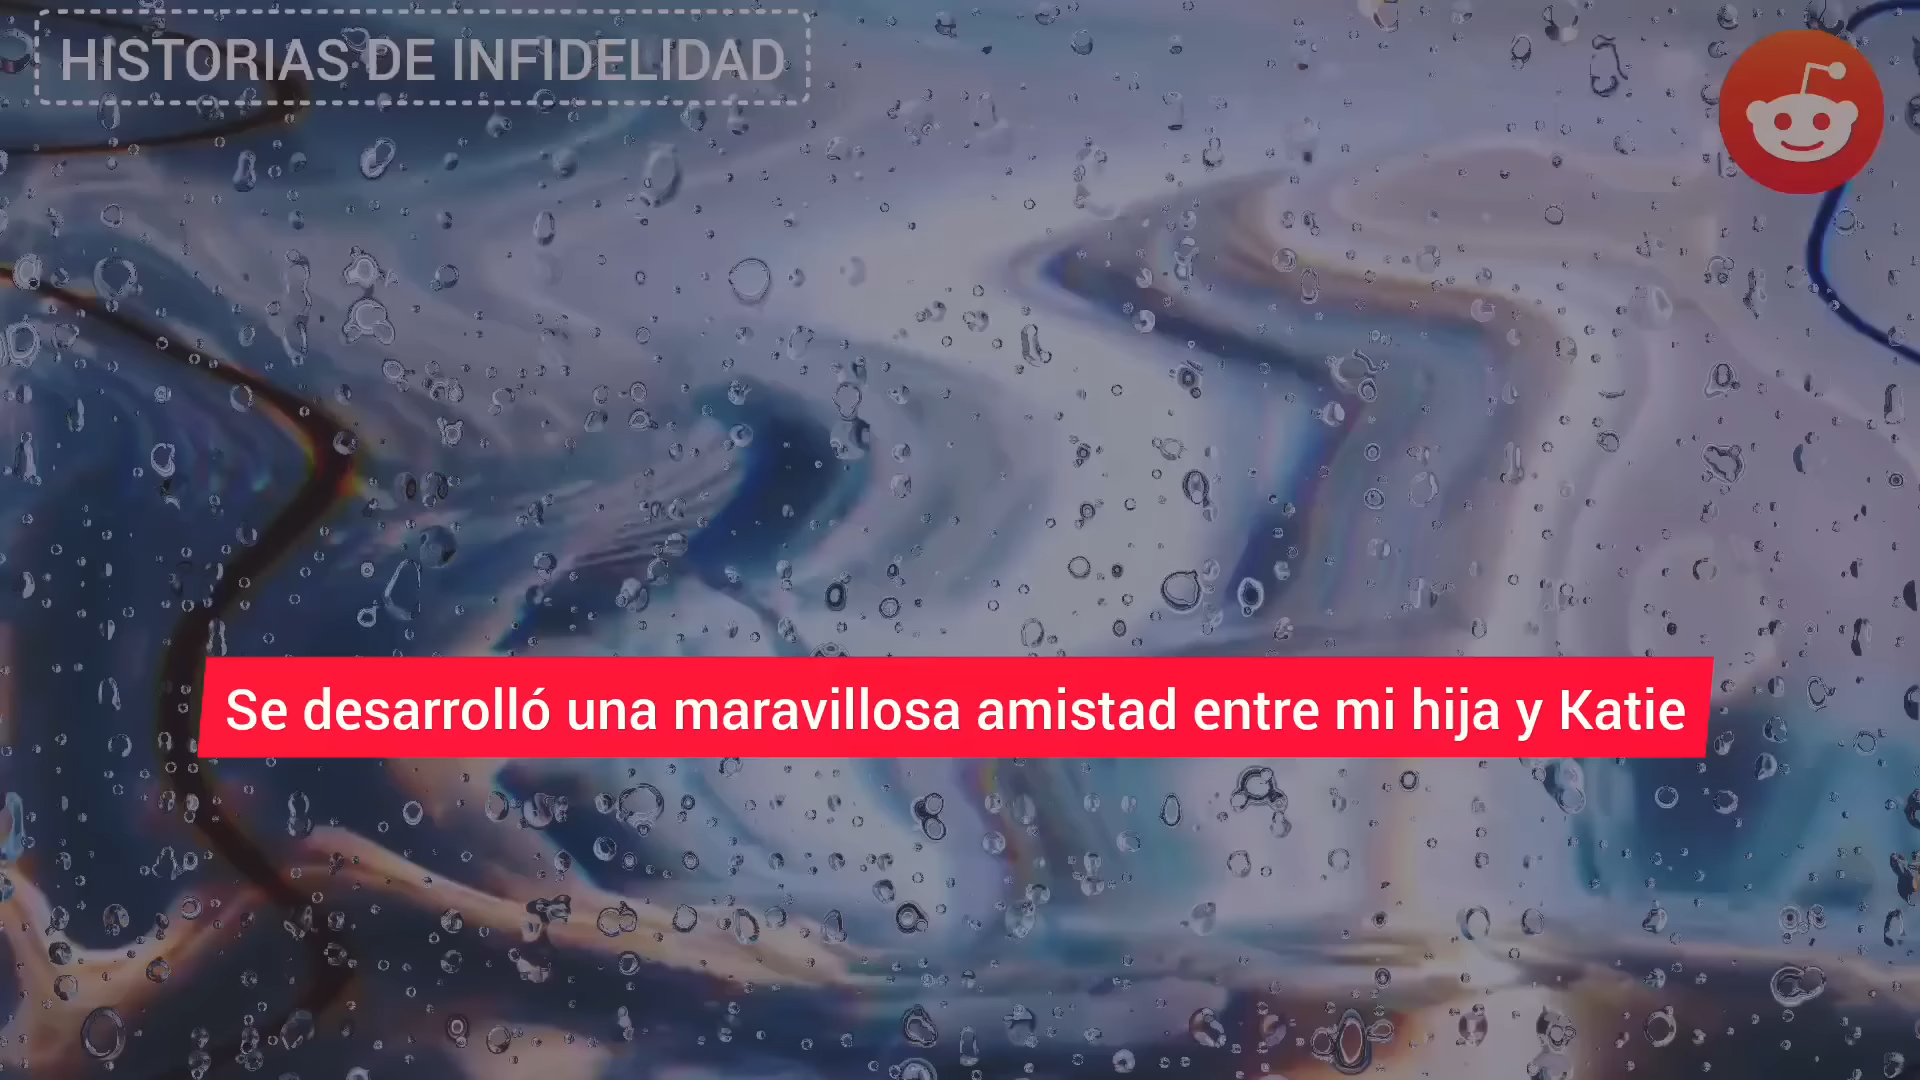 HISTORIAS DE INFIDELIDAD
Se desarrolló una maravillosa amistad entre mi hija y Katie